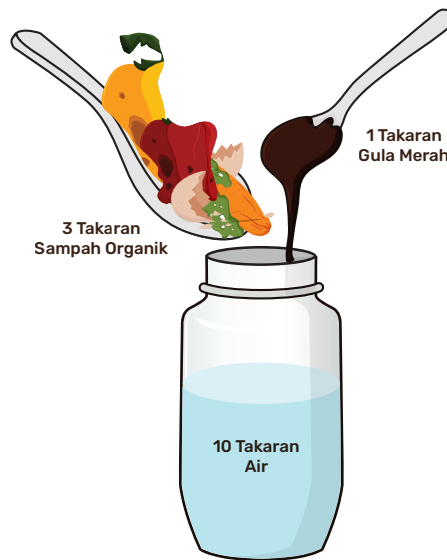 1 Takaran
Gula Merah
3 Takaran
Sampah Organik
10 Takaran
Air